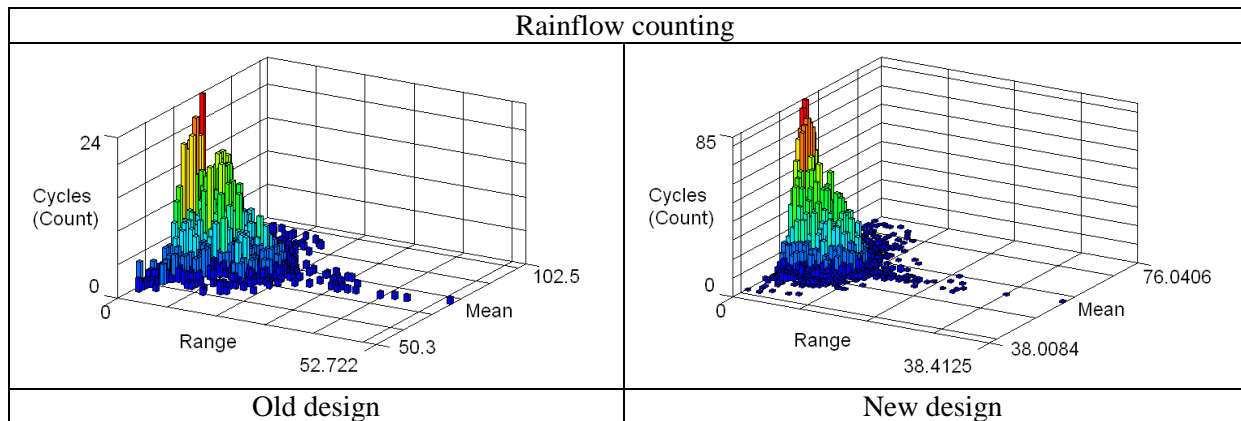 Rainflow counting
24
Cycles
(Count)
0
0
Range
52.722
50.3
Mean
102.5
85
Cycles
(Count)
0
0
Range
38.4125
38.0084
Mean
76.0406
Old design
New design